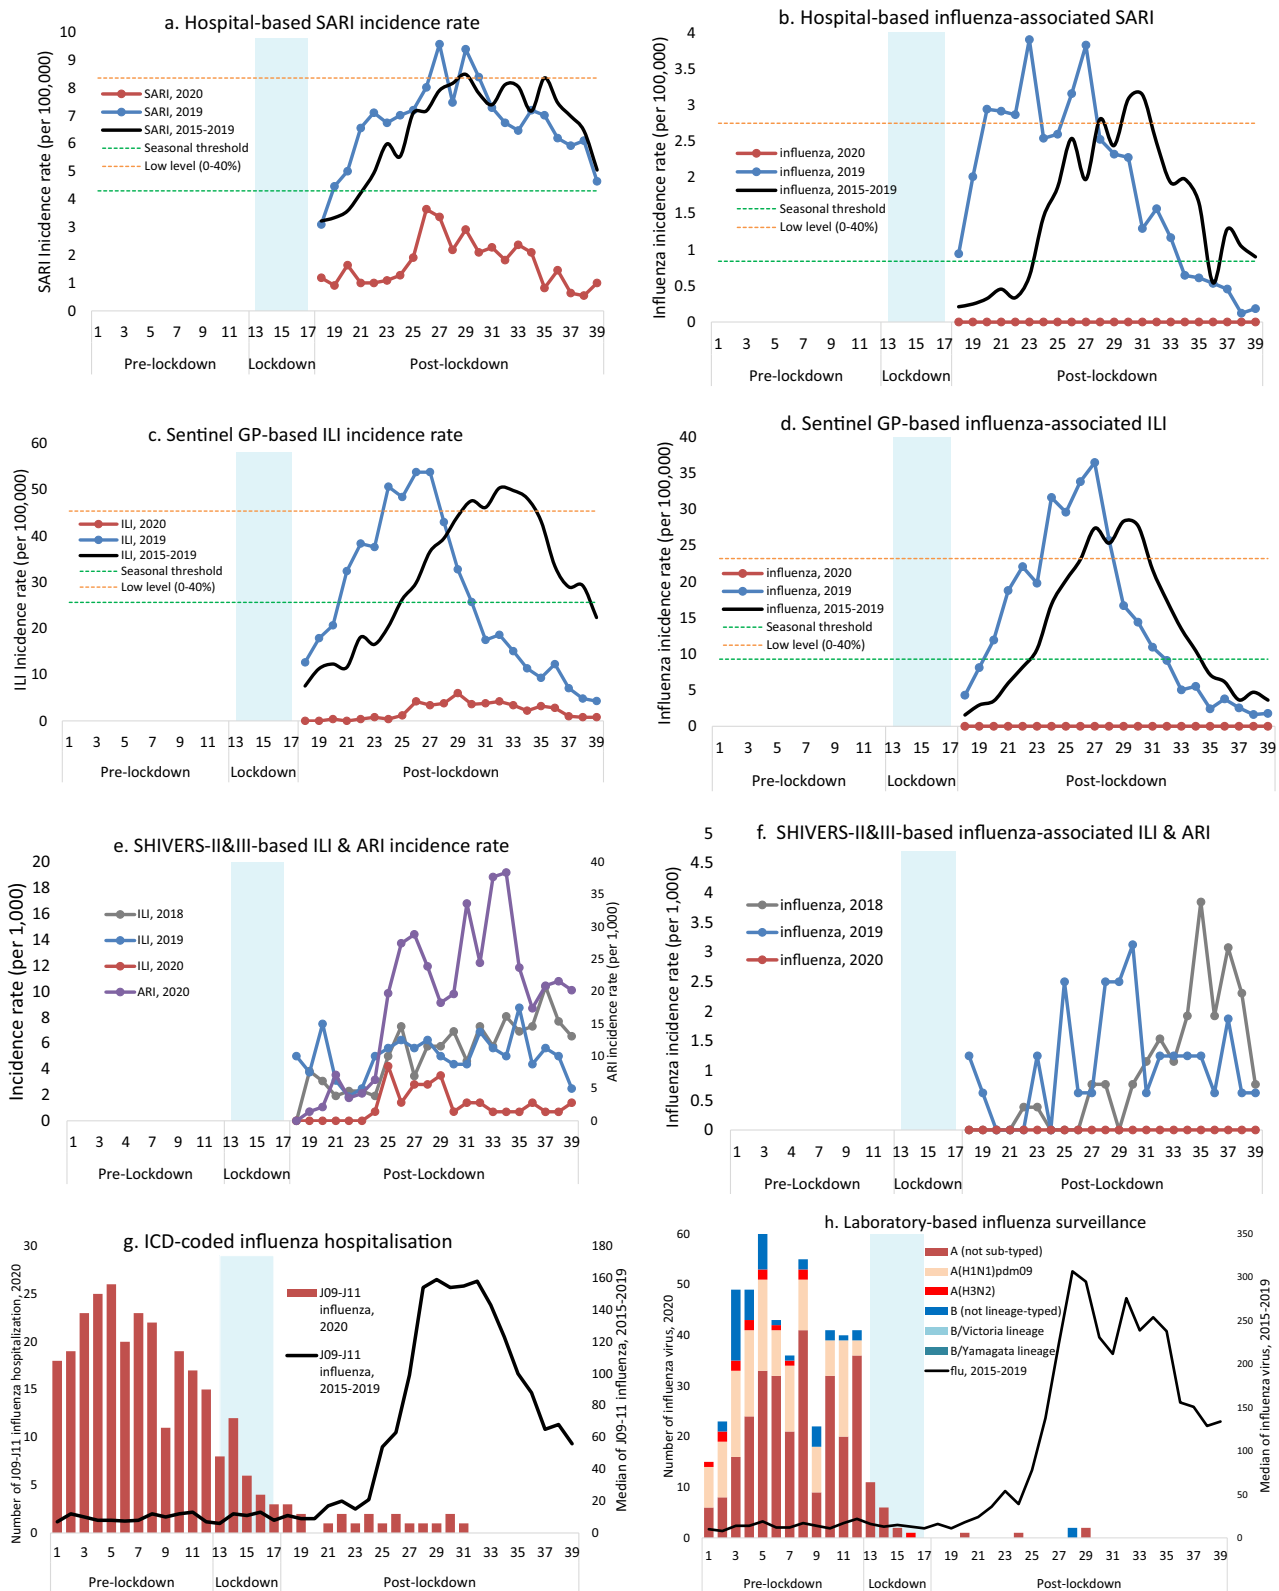 a. Hospital-based SARI incidence rate
SARI Inicdence rate (per 100,000)
10
9
8
7
6
5
4
3
2
1
0
SARI, 2020
SARI, 2019
SARI, 2015-2019
Seasonal threshold
Low level (0-40%)
1 3 5 7 9 11 13 15 17 19 21 23 25 27 29 31 33 35 37 39
Pre-lockdown Lockdown Post-lockdown
b. Hospital-based influenza-associated SARI
Influenza inicdence rate (per 100,000)
4
3.5
3
2.5
2
1.5
1
0.5
0
influenza, 2020
influenza, 2019
influenza, 2015-2019
Seasonal threshold
Low level (0-40%)
1 3 5 7 9 11 13 15 17 19 21 23 25 27 29 31 33 35 37 39
Pre-lockdown Lockdown Post-lockdown
c. Sentinel GP-based ILI incidence rate
ILI Inicdence rate (per 100,000)
60
50
40
30
20
10
0
ILI, 2020
ILI, 2019
ILI, 2015-2019
Seasonal threshold
Low level (0-40%)
1 3 5 7 9 11 13 15 17 19 21 23 25 27 29 31 33 35 37 39
Pre-lockdown Lockdown Post-lockdown
d. Sentinel GP-based influenza-associated ILI
Influenza inicdence rate (per 100,000)
40
35
30
25
20
15
10
5
0
influenza, 2020
influenza, 2019
influenza, 2015-2019
Seasonal threshold
Low level (0-40%)
1 3 5 7 9 11 13 15 17 19 21 23 25 27 29 31 33 35 37 39
Pre-lockdown Lockdown Post-lockdown
e. SHIVERS-II&III-based ILI & ARI incidence rate
Incidence rate (per 1,000)
20
18
16
14
12
10
8
6
4
2
0
ILI, 2018
ILI, 2019
ILI, 2020
ARI, 2020
40
35
30
25
20
15
10
5
0
ARI incidence rate (per 1,000)
1 3 4 7 9 11 13 15 17 19 21 23 25 27 29 31 33 35 37 39
Pre-Lockdown Lockdown Post-Lockdown
f. SHIVERS-II&III-based influenza-associated ILI & ARI
Influenza incidence rate (per 1,000)
5
4.5
4
3.5
3
2.5
2
1.5
1
0.5
0
influenza, 2018
influenza, 2019
influenza, 2020
1 3 4 7 9 11 13 15 17 19 21 23 25 27 29 31 33 35 37 39
Pre-Lockdown Lockdown Post-Lockdown
g. ICD-coded influenza hospitalisation
Number of J09-J11 influenza hospitalization, 2020
30
25
20
15
10
5
0
J09-J11
influenza,
2020
J09-J11
influenza,
2015-2019
180
160
140
120
100
80
60
40
20
0
Median of J09-11 influenza, 2015-2019
1 3 5 7 9 11 13 15 17 19 21 23 25 27 29 31 33 35 37 39
Pre-lockdown Lockdown Post-lockdown
h. Laboratory-based influenza surveillance
Number of influenza virus, 2020
60
50
40
30
20
10
0
A (not sub-typed)
A(H1N1)pdm09
A(H3N2)
B (not lineage-typed)
B/Victoria lineage
B/Yamagata lineage
flu, 2015-2019
350
300
250
200
150
100
50
0
Median of influenza virus, 2015-2019
1 3 5 7 9 11 13 15 17 19 21 23 25 27 29 31 33 35 37 39
Pre-lockdown Lockdown Post-lockdown